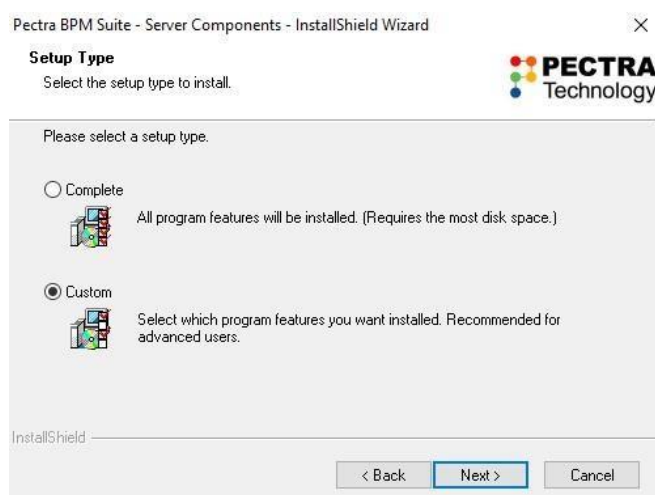 Pectra BPM Suite - Server Components - InstallShield Wizard
Setup Type
Select the setup type to install.
PECTRA
Technology
Please select a setup type.
Complete
All program features will be installed. (Requires the most disk space.)
Custom
Select which program features you want installed. Recommended for
advanced users.
InstallShield
< Back Next > Cancel